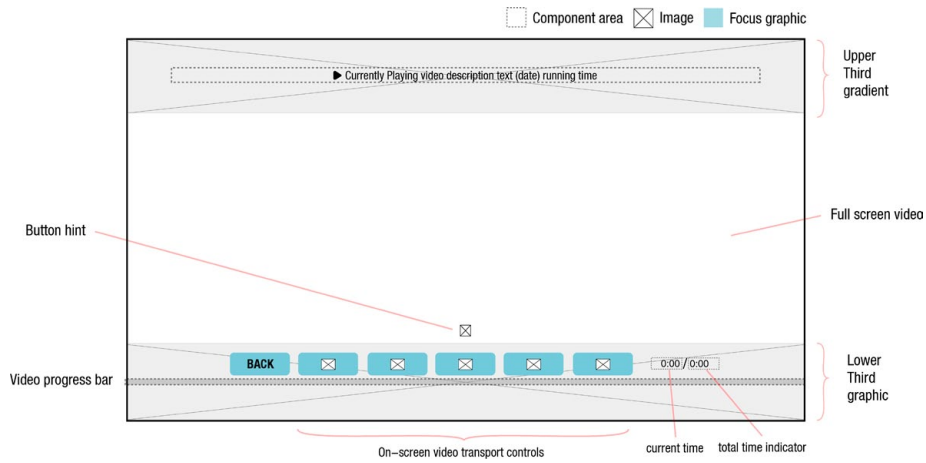 Component area
Image
Focus graphic
Upper
Third
gradient
Currently Playing video description text (date) running time
Full screen video
Button hint
BACK
0:00 / 0:00
Lower
Third
graphic
Video progress bar
On-screen video transport controls
current time
total time indicator